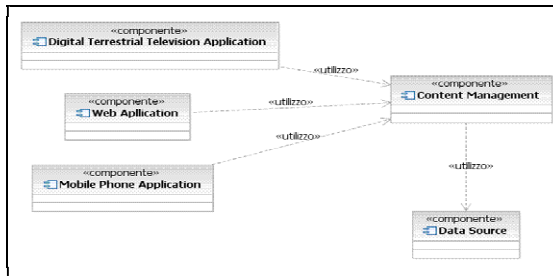 «componente»
Digital Terrestrial Television Application
«utilizzo»
«componente»
Content Management
«componente»
Web Apllication
«utilizzo»
«utilizzo»
«componente»
Mobile Phone Application
«utilizzo»
«componente»
Data Source